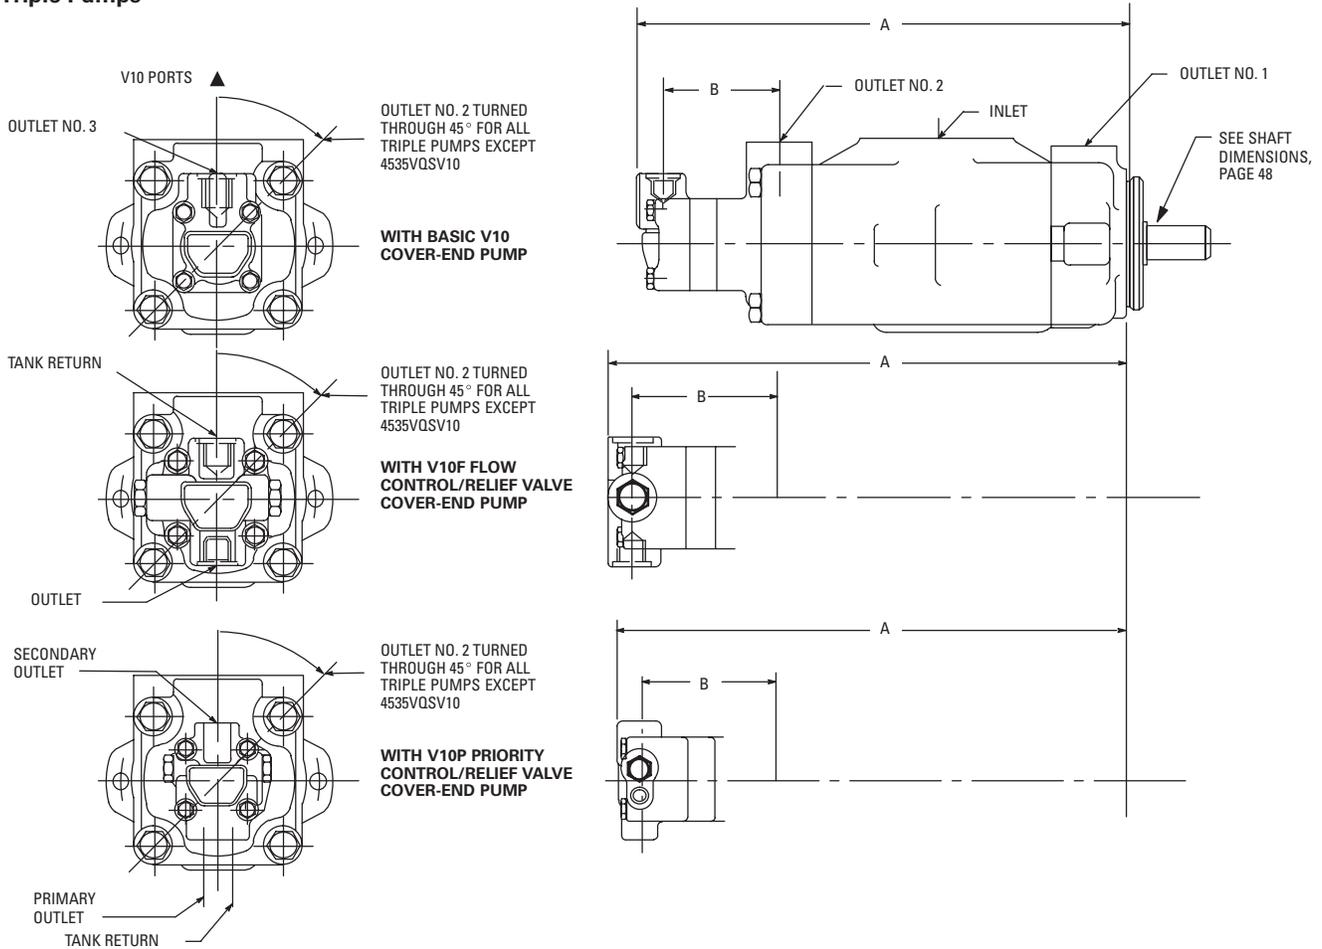 Triple Pumps
V10 PORTS
OUTLET NO. 3
OUTLET NO. 2 TURNED
THROUGH 45° FOR ALL
TRIPLE PUMPS EXCEPT
4535VQSV10
WITH BASIC V10
COVER-END PUMP
A
B
OUTLET NO. 2
INLET
OUTLET NO. 1
SEE SHAFT
DIMENSIONS,
PAGE 48
TANK RETURN
OUTLET NO. 2 TURNED
THROUGH 45° FOR ALL
TRIPLE PUMPS EXCEPT
4535VQSV10
WITH V10F FLOW
CONTROL/RELIEF VALVE
COVER-END PUMP
OUTLET
A
B
SECONDARY
OUTLET
OUTLET NO. 2 TURNED
THROUGH 45° FOR ALL
TRIPLE PUMPS EXCEPT
4535VQSV10
WITH V10P PRIORITY
CONTROL/RELIEF VALVE
COVER-END PUMP
PRIMARY
OUTLET
TANK RETURN
A
B